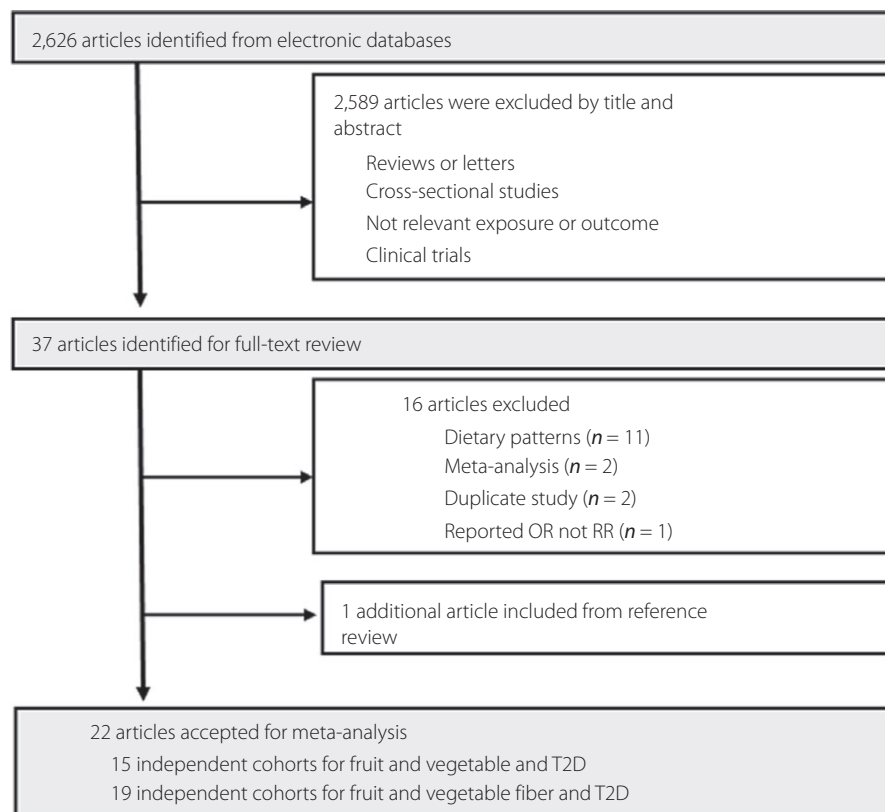 2,626 articles identified from electronic databases
2,589 articles were excluded by title and
abstract
Reviews or letters
Cross-sectional studies
Not relevant exposure or outcome
Clinical trials
37 articles identified for full-text review
16 articles excluded
Dietary patterns (n = 11)
Meta-analysis (n = 2)
Duplicate study (n = 2)
Reported OR not RR (n = 1)
1 additional article included from reference
review
22 articles accepted for meta-analysis
15 independent cohorts for fruit and vegetable and T2D
19 independent cohorts for fruit and vegetable fiber and T2D